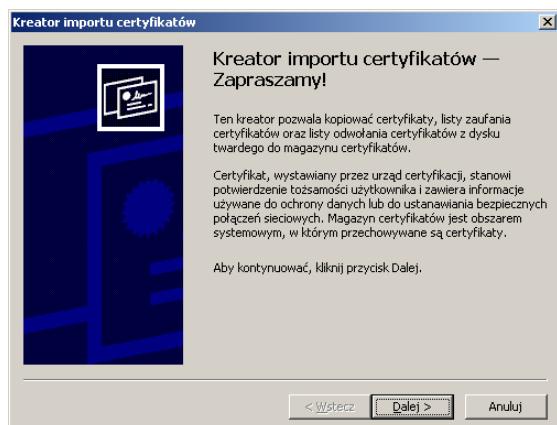 Kreator importu certyfikatów
Kreator importu certyfikatów —
Zapraszamy!
Ten kreator pozwala kopiować certyfikaty, listy zaufania
certyfikatów oraz listy odwołania certyfikatów z dysku
twardego do magazynu certyfikatów.
Certyfikat, wystawiany przez urząd certyfikacji, stanowi
potwierdzenie tożsamości użytkownika i zawiera informacje
używane do ochrony danych lub do ustanawiania bezpiecznych
połączeń sieciowych. Magazyn certyfikatów jest obszarem
systemowym, w którym przechowywane są certyfikaty.
Aby kontynuować, kliknij przycisk Dalej.
< Wstecz
Dalej >
Anuluj